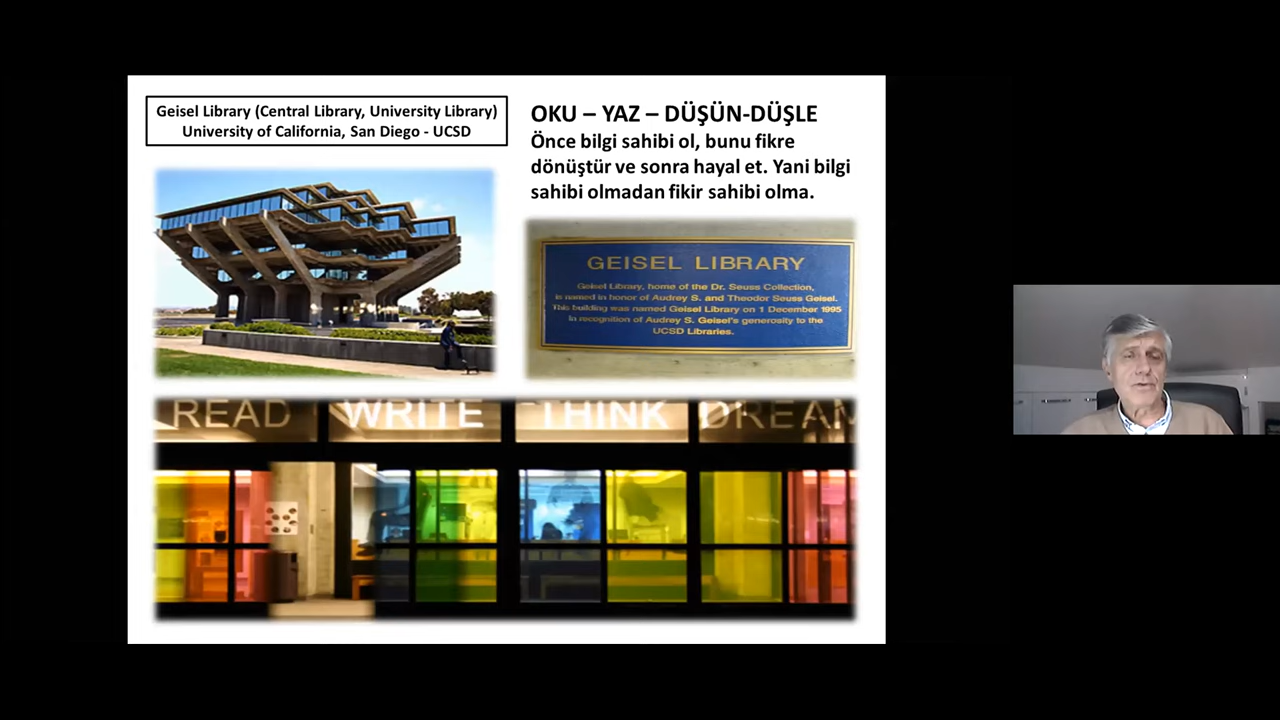 Geisel Library (Central Library, University Library)
University of California, San Diego - UCSD
OKU – YAZ – DÜŞÜN-DÜŞLE
Önce bilgi sahibi ol, bunu fikre
dönüştür ve sonra hayal et. Yani bilgi
sahibi olmadan fikir sahibi olma.
GEISEL LIBRARY
Geisel Library, home of the Dr. Seuss Collection,
is named in honor of Audrey S. and Theodor Seuss Geisel.
This building was named Geisel Library on 1 December 1995
in recognition of Audrey S. Geisel's generosity to the
UCSD Libraries.
READ WRITE THINK DREAM